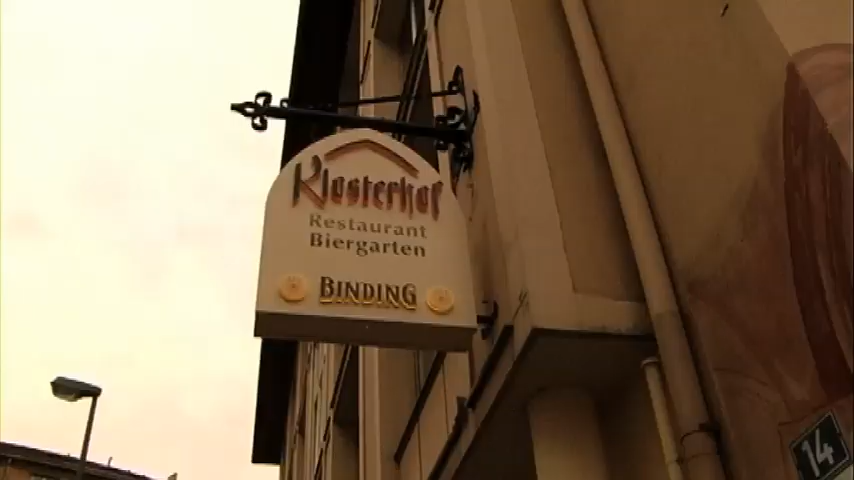 Klosterhof
Restaurant
Biergarten
BINDING
14